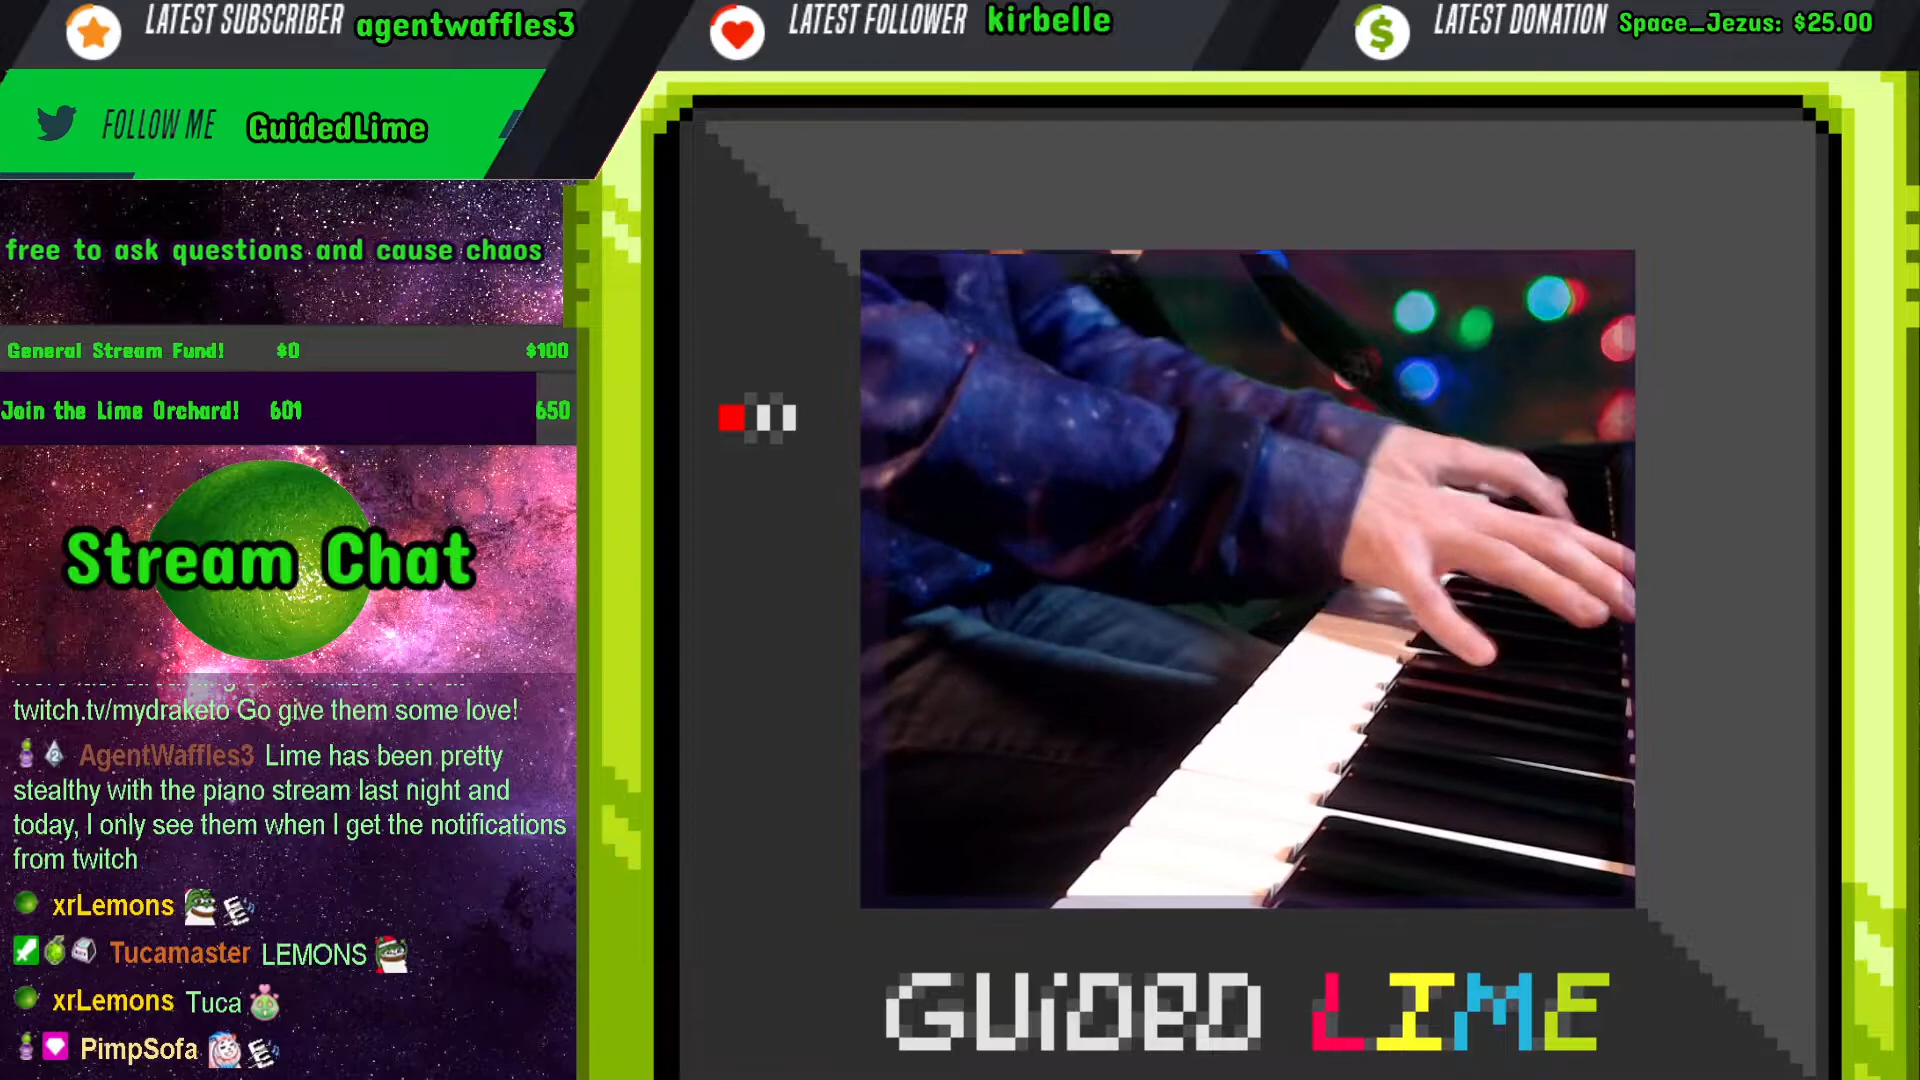 LATEST SUBSCRIBER agentwaffles3
LATEST FOLLOWER kirbelle
LATEST DONATION Space_Jezus: $25.00
FOLLOW ME GuidedLime
free to ask questions and cause chaos
General Stream Fund! $0 $100
Join the Lime Orchard! 601 650
Stream Chat
twitch.tv/mydraketo Go give them some love!
AgentWaffles3 Lime has been pretty
stealthy with the piano stream last night and
today, I only see them when I get the notifications
from twitch
xrLemons
Tucamaster LEMONS
xrLemons Tuca
PimpSofa
GUiDED LIME